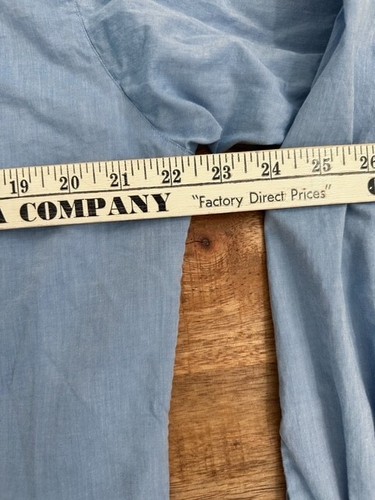 19 20 21 22 23 24 25 26
A COMPANY "Factory Direct Prices"